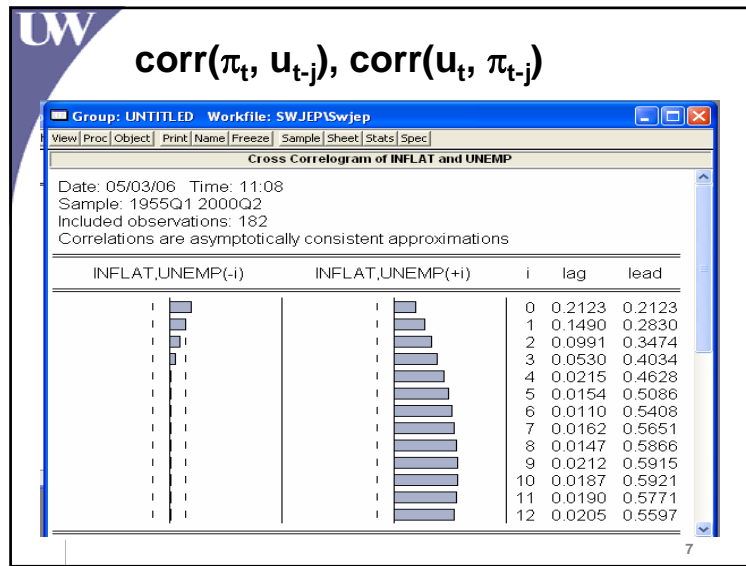 UW
corr(πt, ut-j), corr(ut, πt-j)
Group: UNTITLED Workfile: SWJEP\Swjep
View Proc Object Print Name Freeze Sample Sheet Stats Spec
Cross Correlogram of INFLAT and UNEMP
Date: 05/03/06 Time: 11:08
Sample: 1955Q1 2000Q2
Included observations: 182
Correlations are asymptotically consistent approximations
INFLAT,UNEMP(-i) INFLAT,UNEMP(+i) i lag lead
0 0.2123 0.2123
1 0.1490 0.2830
2 0.0991 0.3474
3 0.0530 0.4034
4 0.0215 0.4628
5 0.0154 0.5086
6 0.0110 0.5408
7 0.0162 0.5651
8 0.0147 0.5866
9 0.0212 0.5915
10 0.0187 0.5921
11 0.0190 0.5771
12 0.0205 0.5597
7